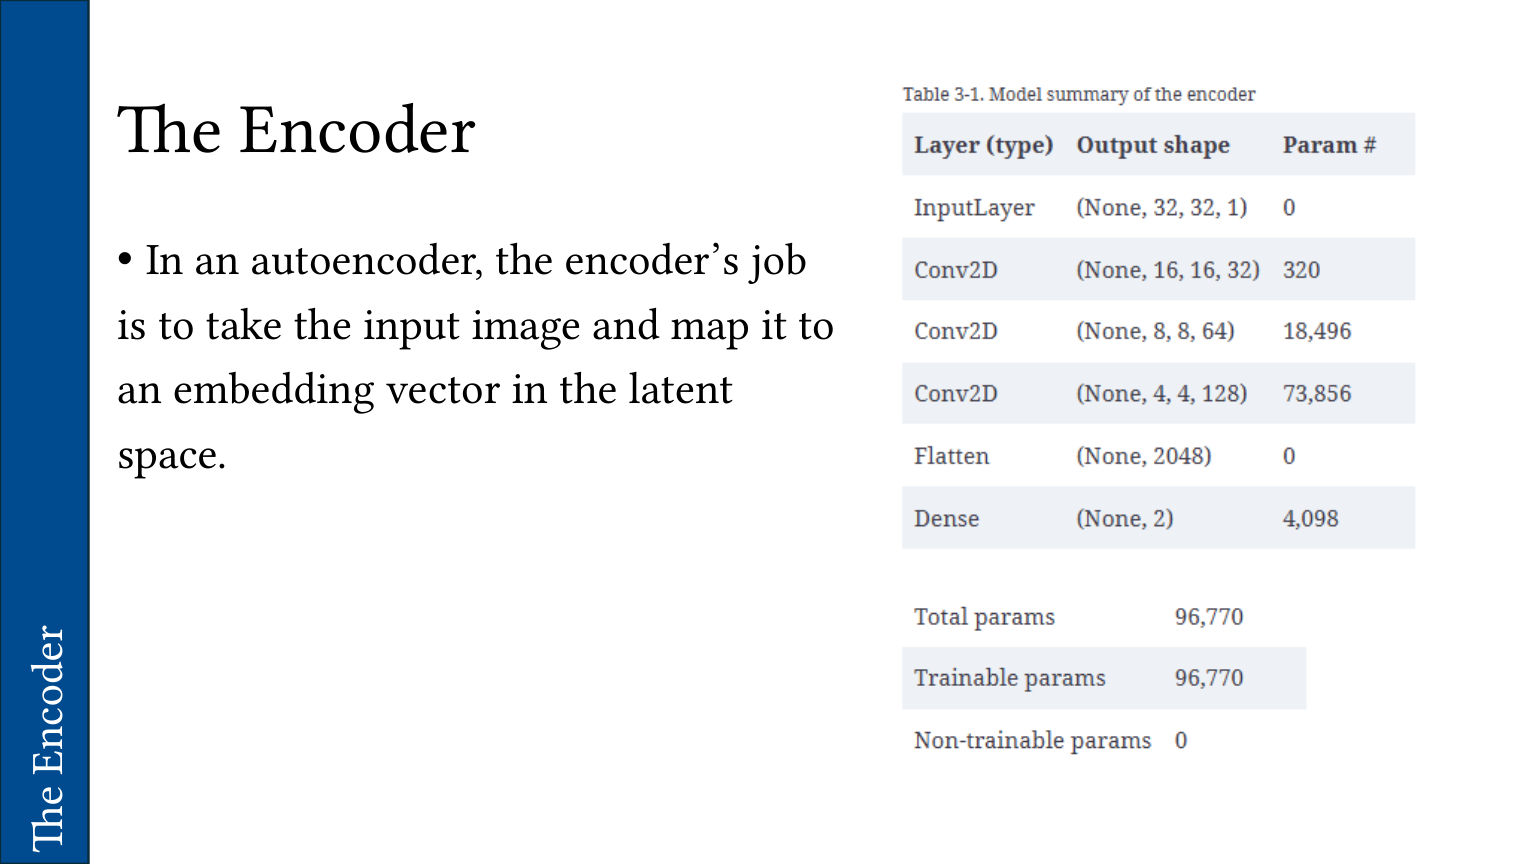 The Encoder
• In an autoencoder, the encoder’s job
is to take the input image and map it to
an embedding vector in the latent
space.
Table 3-1. Model summary of the encoder
Layer (type) Output shape Param #
InputLayer (None, 32, 32, 1) 0
Conv2D (None, 16, 16, 32) 320
Conv2D (None, 8, 8, 64) 18,496
Conv2D (None, 4, 4, 128) 73,856
Flatten (None, 2048) 0
Dense (None, 2) 4,098
Total params 96,770
Trainable params 96,770
Non-trainable params 0
The Encoder